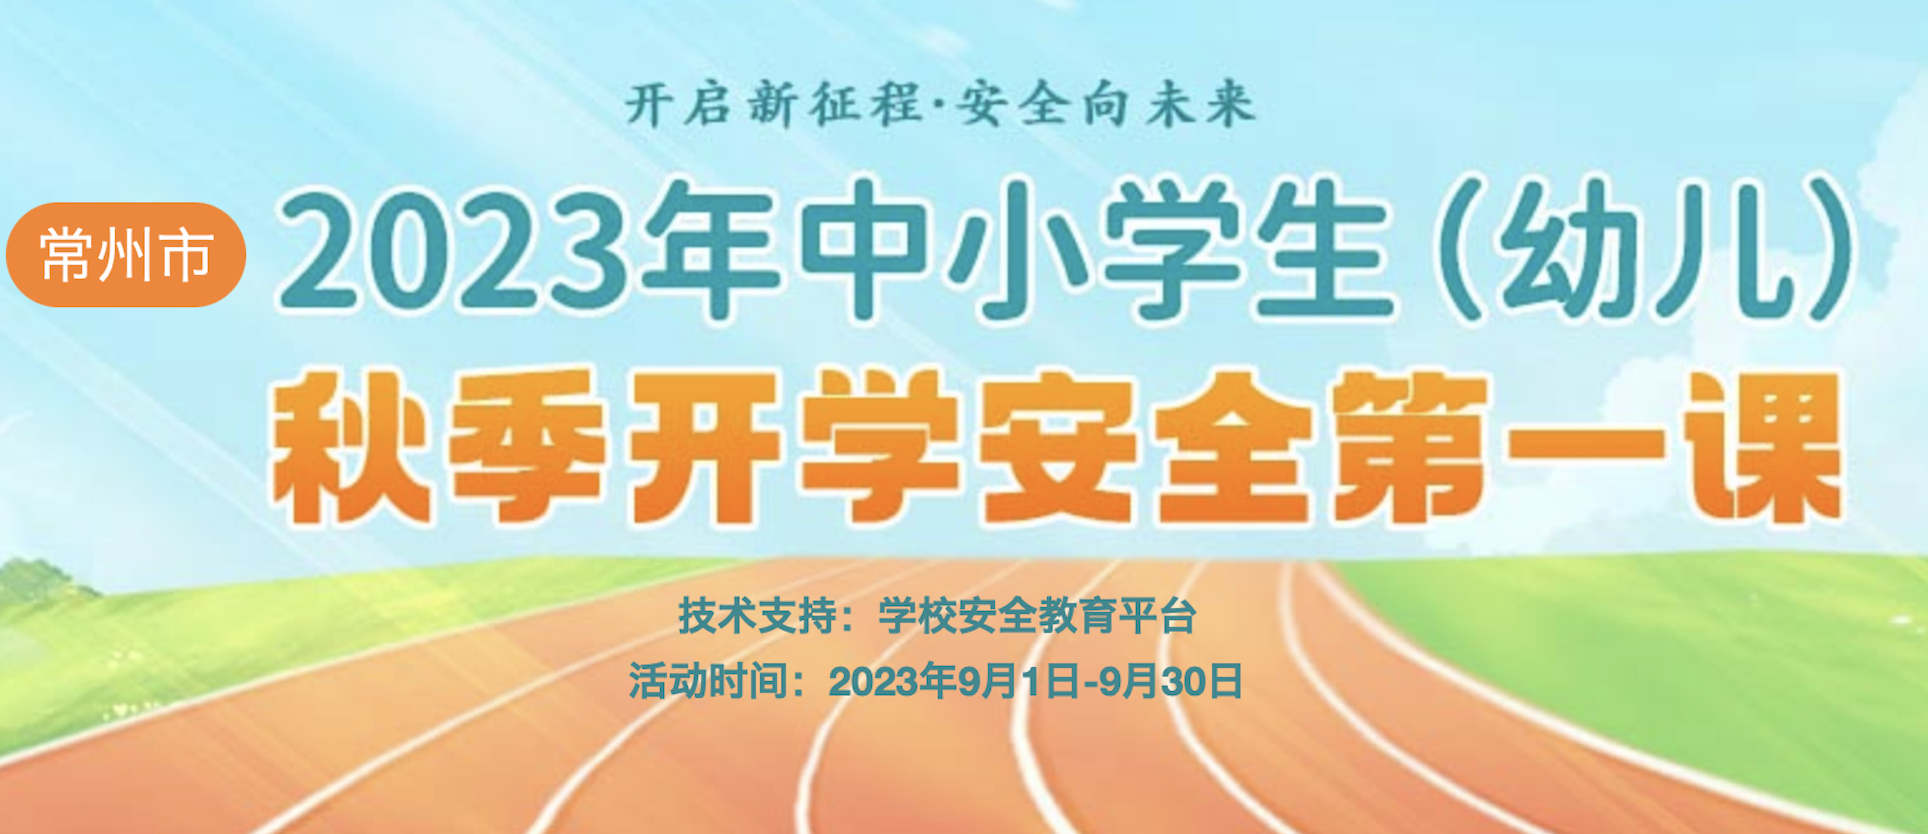 开启新征程·安全向未来
常州市
2023年中小学生（幼儿）
秋季开学安全第一课
技术支持：学校安全教育平台
活动时间：2023年9月1日-9月30日